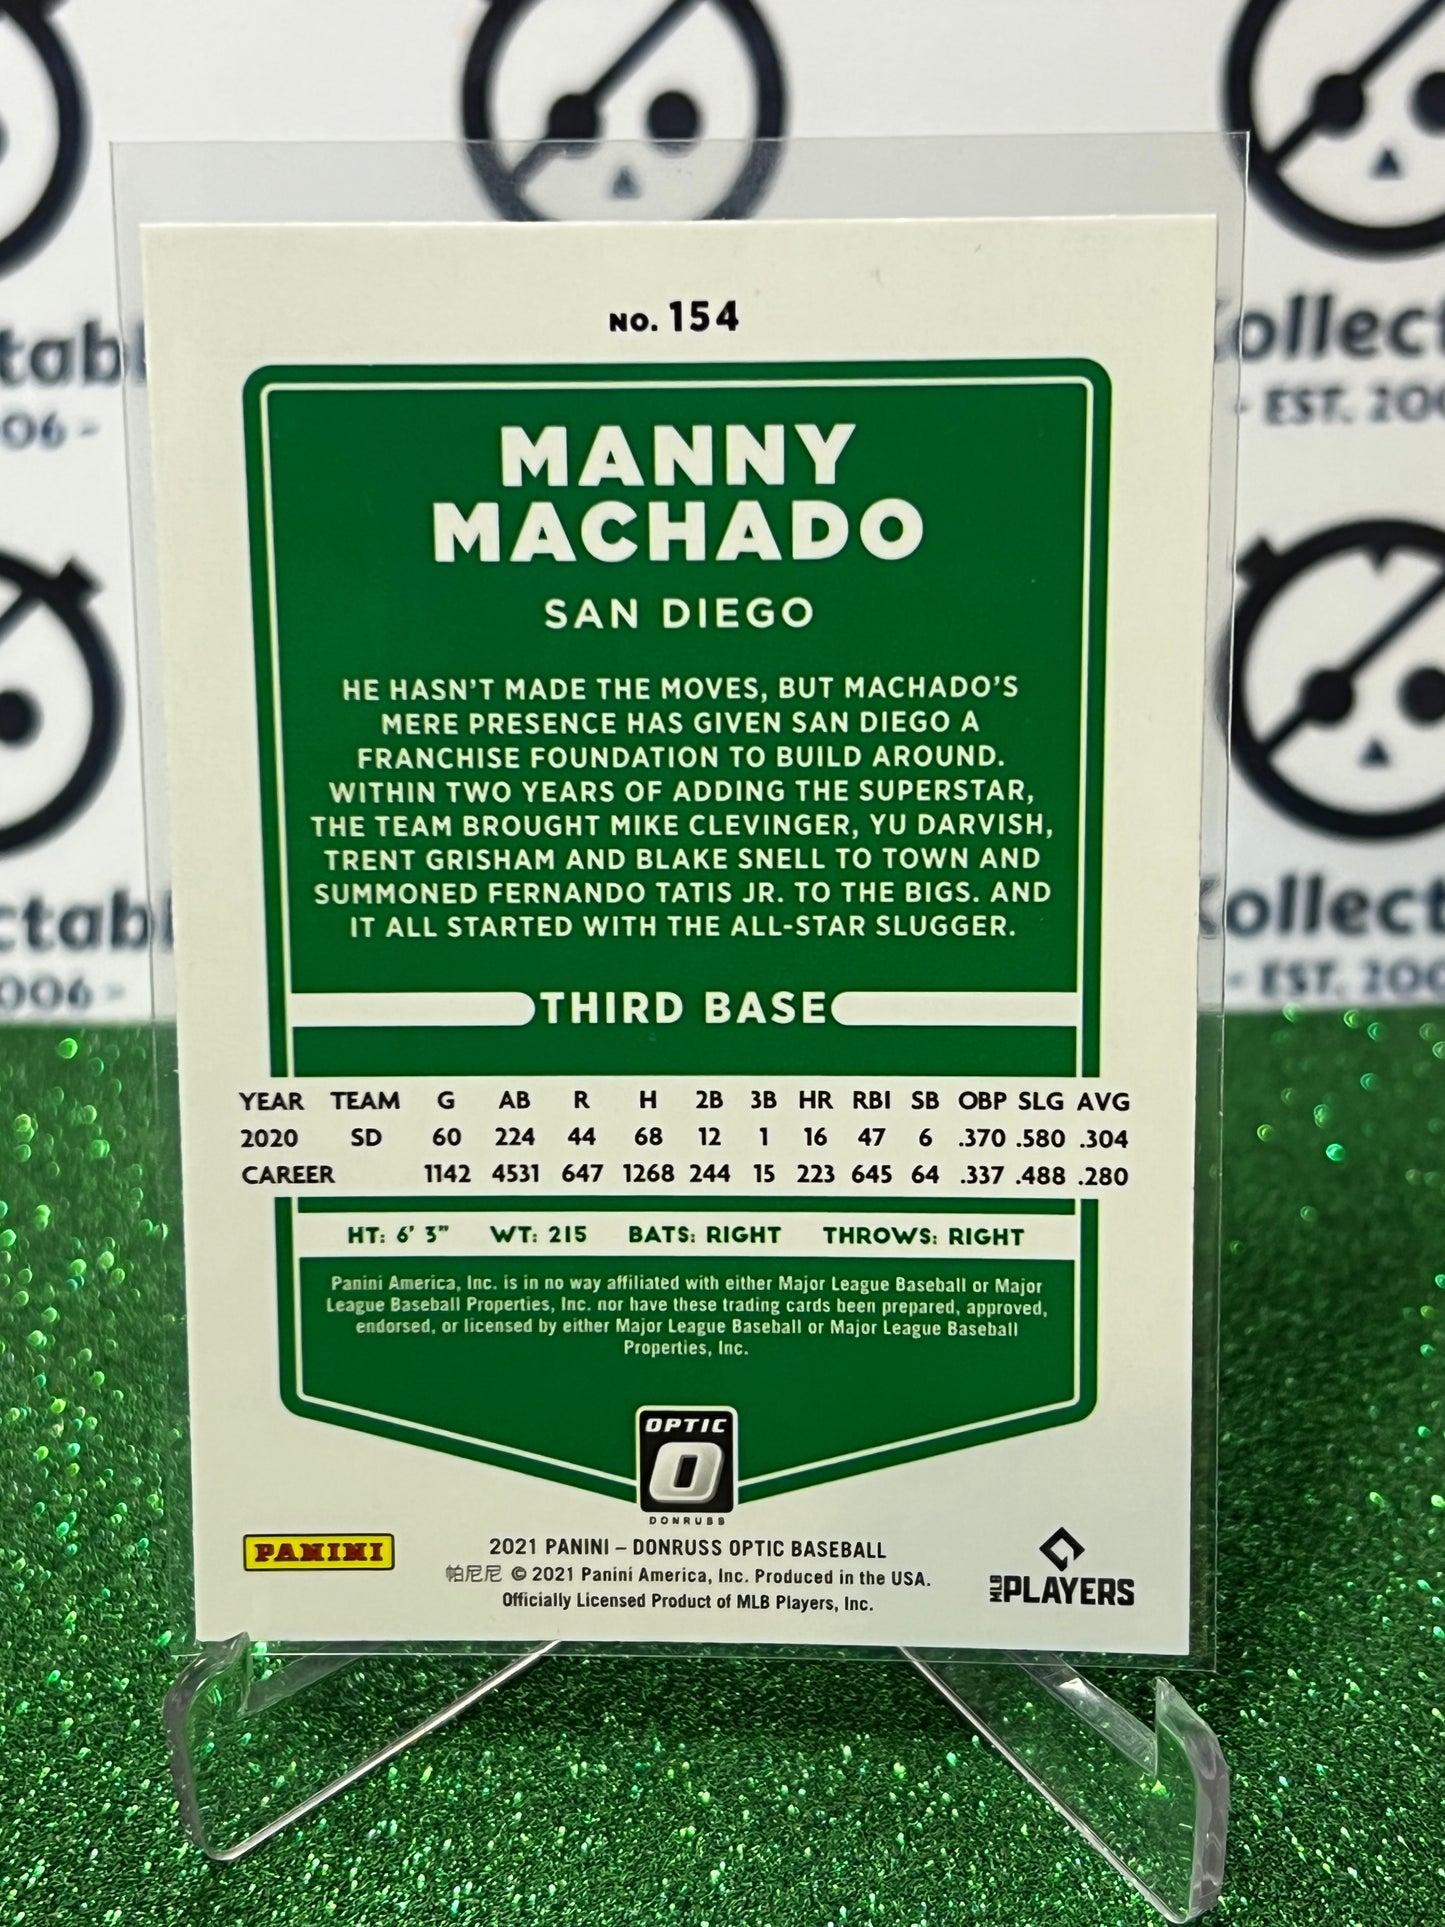 No. 154
MANNY
MACHADO
SAN DIEGO
HE HASN'T MADE THE MOVES, BUT MACHADO'S
MERE PRESENCE HAS GIVEN SAN DIEGO A
FRANCHISE FOUNDATION TO BUILD AROUND.
WITHIN TWO YEARS OF ADDING THE SUPERSTAR,
THE TEAM BROUGHT MIKE CLEVINGER, YU DARVISH,
TRENT GRISHAM AND BLAKE SNELL TO TOWN AND
SUMMONED FERNANDO TATIS JR. TO THE BIGS. AND
IT ALL STARTED WITH THE ALL-STAR SLUGGER.
THIRD BASE
YEAR TEAM G AB R H 2B 3B HR RBI SB OBP SLG AVG
2020 SD 60 224 44 68 12 1 16 47 6 .370 .580 .304
CAREER 1142 4531 647 1268 244 15 223 645 64 .337 .488 .280
HT: 6' 3" WT: 215 BATS: RIGHT THROWS: RIGHT
Panini America, Inc. is in no way affiliated with either Major League Baseball or Major
League Baseball Properties, Inc. nor have these trading cards been prepared, approved,
endorsed, or licensed by either Major League Baseball or Major League Baseball
Properties, Inc.
OPTIC
O
DONRUSS
PANINI
2021 PANINI – DONRUSS OPTIC BASEBALL
帕尼尼 © 2021 Panini America, Inc. Produced in the USA.
Officially Licensed Product of MLB Players, Inc.
MLB PLAYERS
ctab
006 -
ollect
- EST. 200
tab
06 -
ollect
- EST. 200